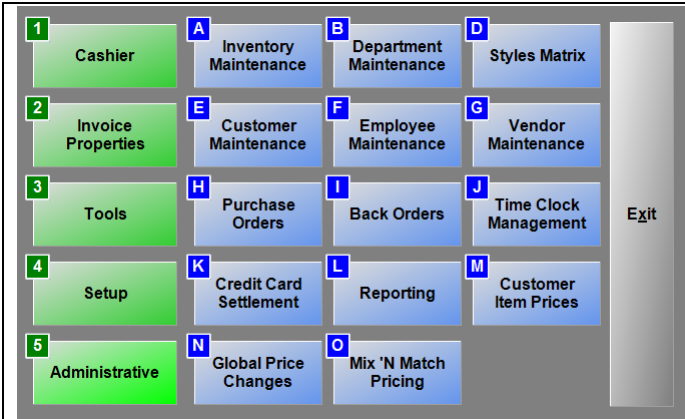 1
Cashier
A
Inventory
Maintenance
B
Department
Maintenance
D
Styles Matrix
2
Invoice
Properties
E
Customer
Maintenance
F
Employee
Maintenance
G
Vendor
Maintenance
3
Tools
H
Purchase
Orders
I
Back Orders
J
Time Clock
Management
Exit
4
Setup
K
Credit Card
Settlement
L
Reporting
M
Customer
Item Prices
5
Administrative
N
Global Price
Changes
O
Mix 'N Match
Pricing